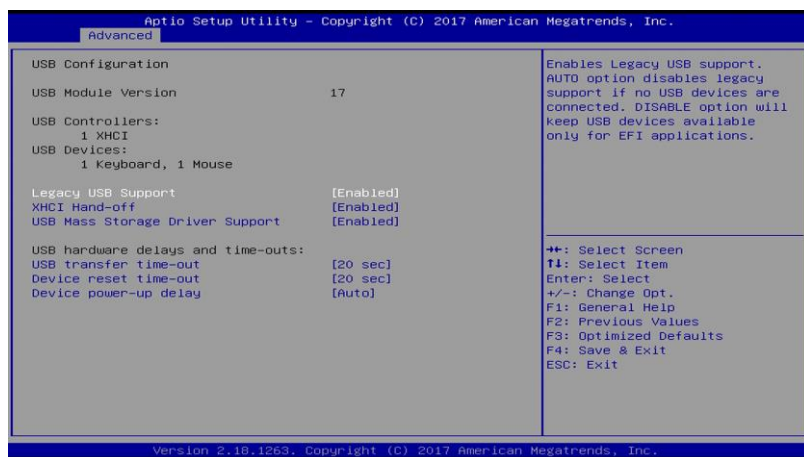 Aptio Setup Utility – Copyright (C) 2017 American Megatrends, Inc.
Advanced
USB Configuration
USB Module Version 17
USB Controllers:
1 XHCI
USB Devices:
1 Keyboard, 1 Mouse
Legacy USB Support [Enabled]
XHCI Hand-off [Enabled]
USB Mass Storage Driver Support [Enabled]
USB hardware delays and time-outs:
USB transfer time-out [20 sec]
Device reset time-out [20 sec]
Device power-up delay [Auto]
Enables Legacy USB support.
AUTO option disables legacy
support if no USB devices are
connected. DISABLE option will
keep USB devices available
only for EFI applications.
→←: Select Screen
↑↓: Select Item
Enter: Select
+/-: Change Opt.
F1: General Help
F2: Previous Values
F3: Optimized Defaults
F4: Save & Exit
ESC: Exit
Version 2.18.1263. Copyright (C) 2017 American Megatrends, Inc.